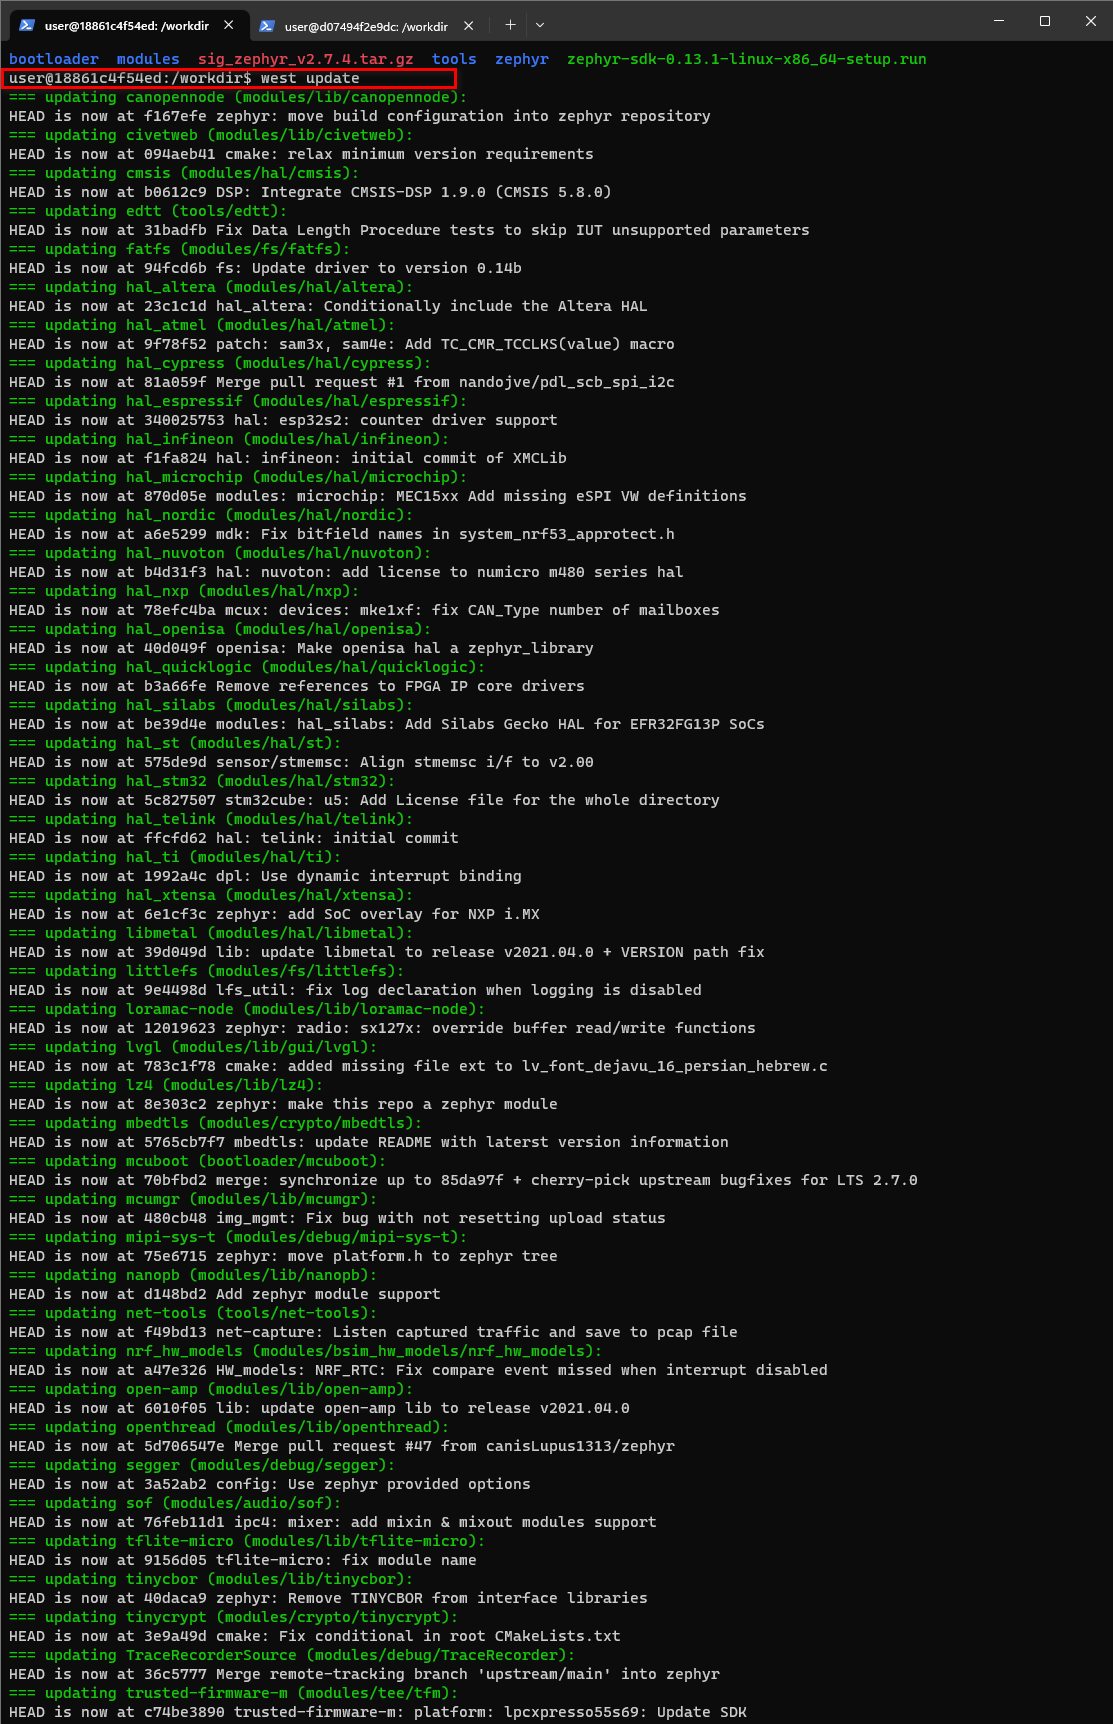 user@18861c4f54ed: /workdir
user@d07494f2e9dc: /workdir
bootloader modules sig_zephyr_v2.7.4.tar.gz tools zephyr zephyr-sdk-0.13.1-linux-x86_64-setup.run
user@18861c4f54ed:/workdir$ west update
=== updating canopennode (modules/lib/canopennode):
HEAD is now at f167efe zephyr: move build configuration into zephyr repository
=== updating civetweb (modules/lib/civetweb):
HEAD is now at 094aeb41 cmake: relax minimum version requirements
=== updating cmsis (modules/hal/cmsis):
HEAD is now at b0612c9 DSP: Integrate CMSIS-DSP 1.9.0 (CMSIS 5.8.0)
=== updating edtt (tools/edtt):
HEAD is now at 31badfb Fix Data Length Procedure tests to skip IUT unsupported parameters
=== updating fatfs (modules/fs/fatfs):
HEAD is now at 94fcd6b fs: Update driver to version 0.14b
=== updating hal_altera (modules/hal/altera):
HEAD is now at 23c1c1d hal_altera: Conditionally include the Altera HAL
=== updating hal_atmel (modules/hal/atmel):
HEAD is now at 9f78f52 patch: sam3x, sam4e: Add TC_CMR_TCCLKS(value) macro
=== updating hal_cypress (modules/hal/cypress):
HEAD is now at 81a059f Merge pull request #1 from nandojve/pdl_scb_spi_i2c
=== updating hal_espressif (modules/hal/espressif):
HEAD is now at 340025753 hal: esp32s2: counter driver support
=== updating hal_infineon (modules/hal/infineon):
HEAD is now at f1fa824 hal: infineon: initial commit of XMCLib
=== updating hal_microchip (modules/hal/microchip):
HEAD is now at 870d05e modules: microchip: MEC15xx Add missing eSPI VW definitions
=== updating hal_nordic (modules/hal/nordic):
HEAD is now at a6e5299 mdk: Fix bitfield names in system_nrf53_approtect.h
=== updating hal_nuvoton (modules/hal/nuvoton):
HEAD is now at b4d31f3 hal: nuvoton: add license to numicro m480 series hal
=== updating hal_nxp (modules/hal/nxp):
HEAD is now at 78efc4ba mcux: devices: mke1xf: fix CAN_Type number of mailboxes
=== updating hal_openisa (modules/hal/openisa):
HEAD is now at 40d049f openisa: Make openisa hal a zephyr_library
=== updating hal_quicklogic (modules/hal/quicklogic):
HEAD is now at b3a66fe Remove references to FPGA IP core drivers
=== updating hal_silabs (modules/hal/silabs):
HEAD is now at be39d4e modules: hal_silabs: Add Silabs Gecko HAL for EFR32FG13P SoCs
=== updating hal_st (modules/hal/st):
HEAD is now at 575de9d sensor/stmemsc: Align stmemsc i/f to v2.00
=== updating hal_stm32 (modules/hal/stm32):
HEAD is now at 5c827507 stm32cube: u5: Add License file for the whole directory
=== updating hal_telink (modules/hal/telink):
HEAD is now at ffcfd62 hal: telink: initial commit
=== updating hal_ti (modules/hal/ti):
HEAD is now at 1992a4c dpl: Use dynamic interrupt binding
=== updating hal_xtensa (modules/hal/xtensa):
HEAD is now at 6e1cf3c zephyr: add SoC overlay for NXP i.MX
=== updating libmetal (modules/hal/libmetal):
HEAD is now at 39d049d lib: update libmetal to release v2021.04.0 + VERSION path fix
=== updating littlefs (modules/fs/littlefs):
HEAD is now at 9e4498d lfs_util: fix log declaration when logging is disabled
=== updating loramac-node (modules/lib/loramac-node):
HEAD is now at 12019623 zephyr: radio: sx127x: override buffer read/write functions
=== updating lvgl (modules/lib/gui/lvgl):
HEAD is now at 783c1f78 cmake: added missing file ext to lv_font_dejavu_16_persian_hebrew.c
=== updating lz4 (modules/lib/lz4):
HEAD is now at 8e303c2 zephyr: make this repo a zephyr module
=== updating mbedtls (modules/crypto/mbedtls):
HEAD is now at 5765cb7f7 mbedtls: update README with laterst version information
=== updating mcuboot (bootloader/mcuboot):
HEAD is now at 70bfbd2 merge: synchronize up to 85da97f + cherry-pick upstream bugfixes for LTS 2.7.0
=== updating mcumgr (modules/lib/mcumgr):
HEAD is now at 480cb48 img_mgmt: Fix bug with not resetting upload status
=== updating mipi-sys-t (modules/debug/mipi-sys-t):
HEAD is now at 75e6715 zephyr: move platform.h to zephyr tree
=== updating nanopb (modules/lib/nanopb):
HEAD is now at d148bd2 Add zephyr module support
=== updating net-tools (tools/net-tools):
HEAD is now at f49bd13 net-capture: Listen captured traffic and save to pcap file
=== updating nrf_hw_models (modules/bsim_hw_models/nrf_hw_models):
HEAD is now at a47e326 HW_models: NRF_RTC: Fix compare event missed when interrupt disabled
=== updating open-amp (modules/lib/open-amp):
HEAD is now at 6010f05 lib: update open-amp lib to release v2021.04.0
=== updating openthread (modules/lib/openthread):
HEAD is now at 5d706547e Merge pull request #47 from canisLupus1313/zephyr
=== updating segger (modules/debug/segger):
HEAD is now at 3a52ab2 config: Use zephyr provided options
=== updating sof (modules/audio/sof):
HEAD is now at 76feb11d1 ipc4: mixer: add mixin & mixout modules support
=== updating tflite-micro (modules/lib/tflite-micro):
HEAD is now at 9156d05 tflite-micro: fix module name
=== updating tinycbor (modules/lib/tinycbor):
HEAD is now at 40daca9 zephyr: Remove TINYCBOR from interface libraries
=== updating tinycrypt (modules/crypto/tinycrypt):
HEAD is now at 3e9a49d cmake: Fix conditional in root CMakeLists.txt
=== updating TraceRecorderSource (modules/debug/TraceRecorder):
HEAD is now at 36c5777 Merge remote-tracking branch 'upstream/main' into zephyr
=== updating trusted-firmware-m (modules/tee/tfm):
HEAD is now at c74be3890 trusted-firmware-m: platform: lpcxpresso55s69: Update SDK